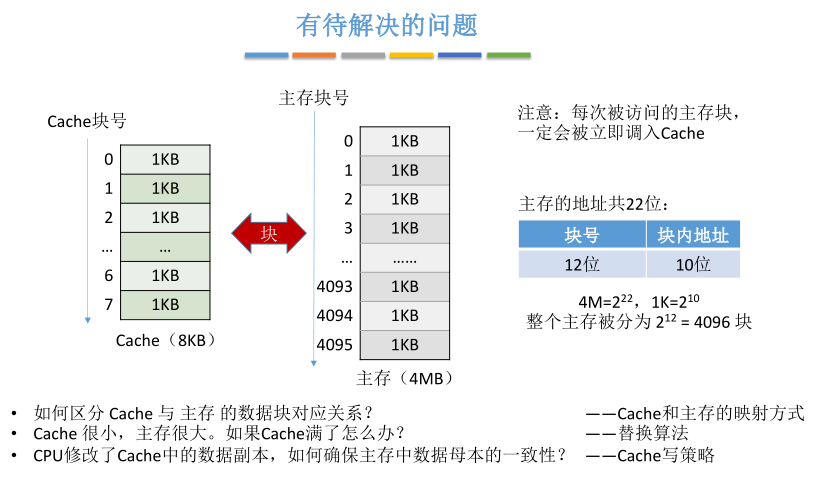 有待解决的问题
Cache块号
0 1KB
1 1KB
2 1KB
... ...
6 1KB
7 1KB
Cache（8KB）
块
主存块号
0 1KB
1 1KB
2 1KB
3 1KB
... ……
4093 1KB
4094 1KB
4095 1KB
主存（4MB）
注意：每次被访问的主存块，
一定会被立即调入Cache
主存的地址共22位：
块号 块内地址
12位 10位
4M=2²²，1K=2¹⁰
整个主存被分为 2¹² = 4096 块
• 如何区分 Cache 与 主存 的数据块对应关系？ ——Cache和主存的映射方式
• Cache 很小，主存很大。如果Cache满了怎么办？ ——替换算法
• CPU修改了Cache中的数据副本，如何确保主存中数据母本的一致性？ ——Cache写策略